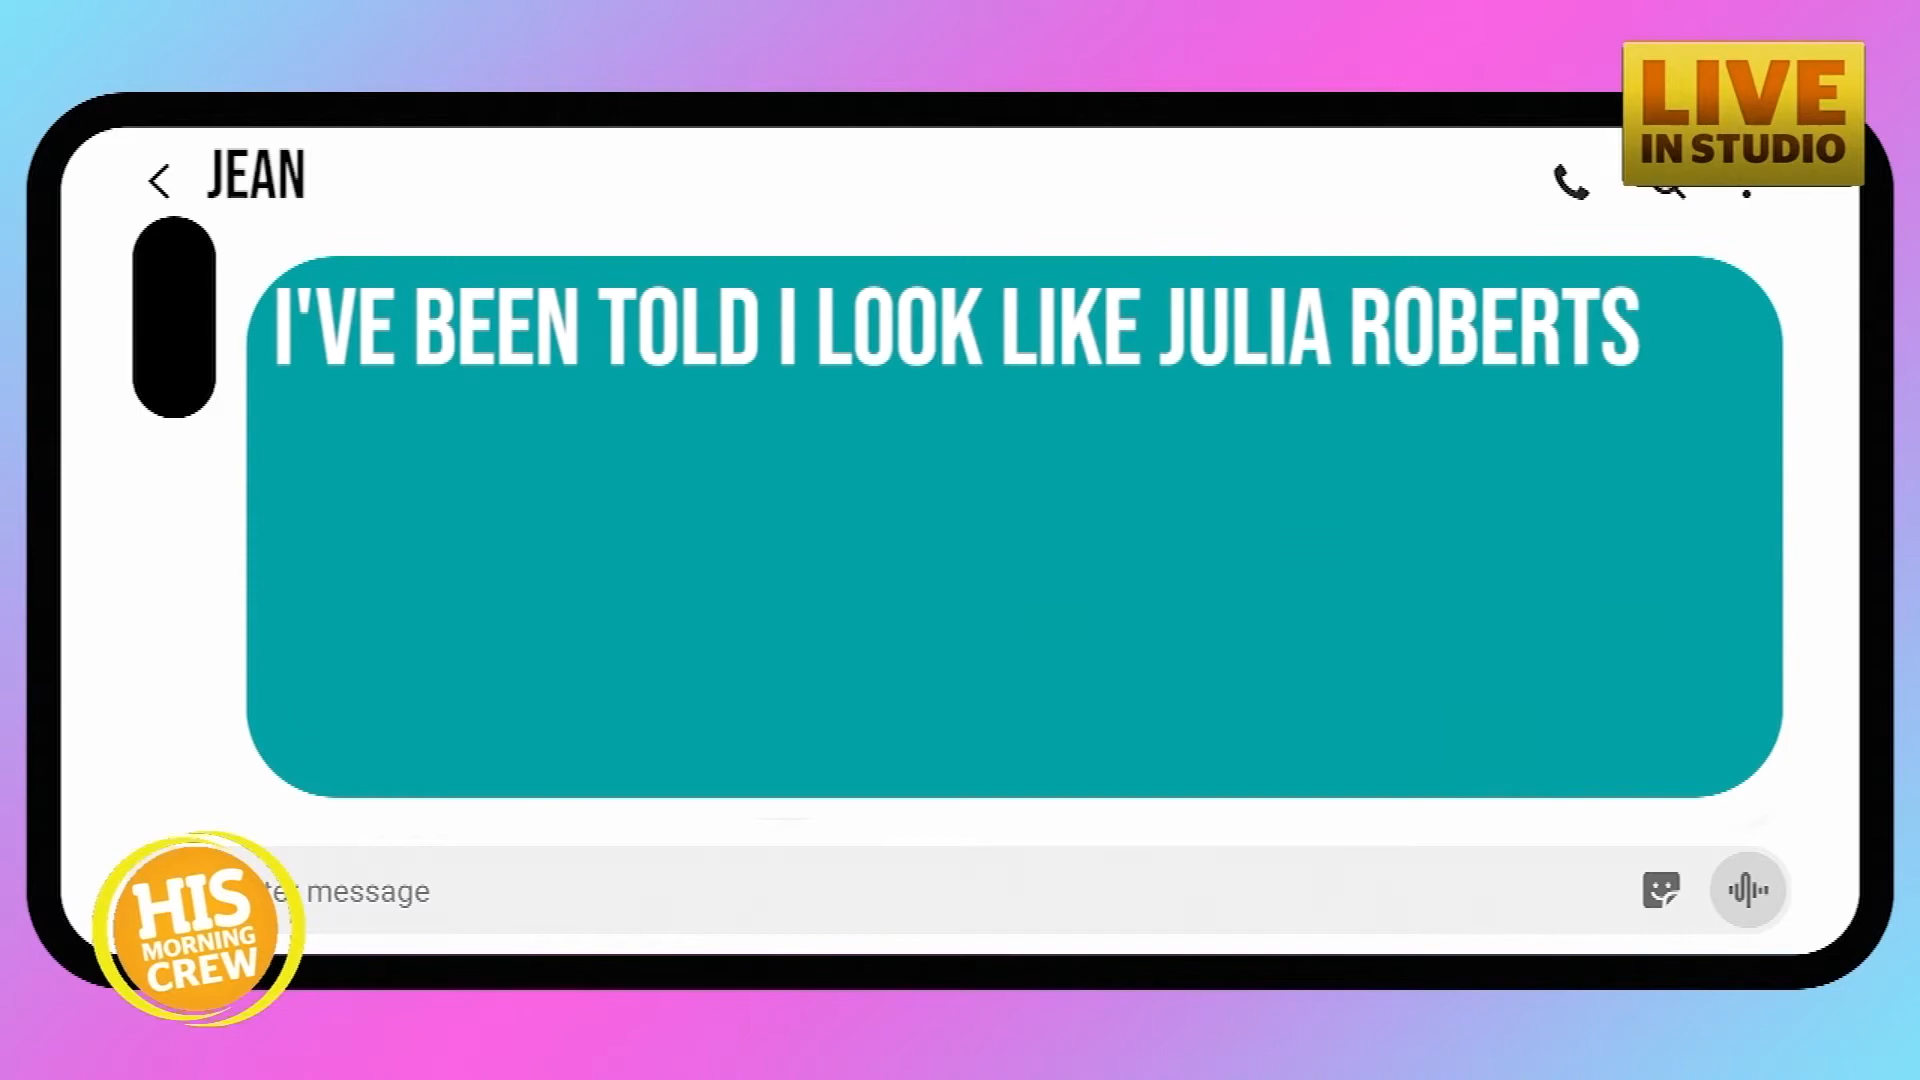 LIVE
IN STUDIO
JEAN
I'VE BEEN TOLD I LOOK LIKE JULIA ROBERTS
message
HIS
MORNING
CREW